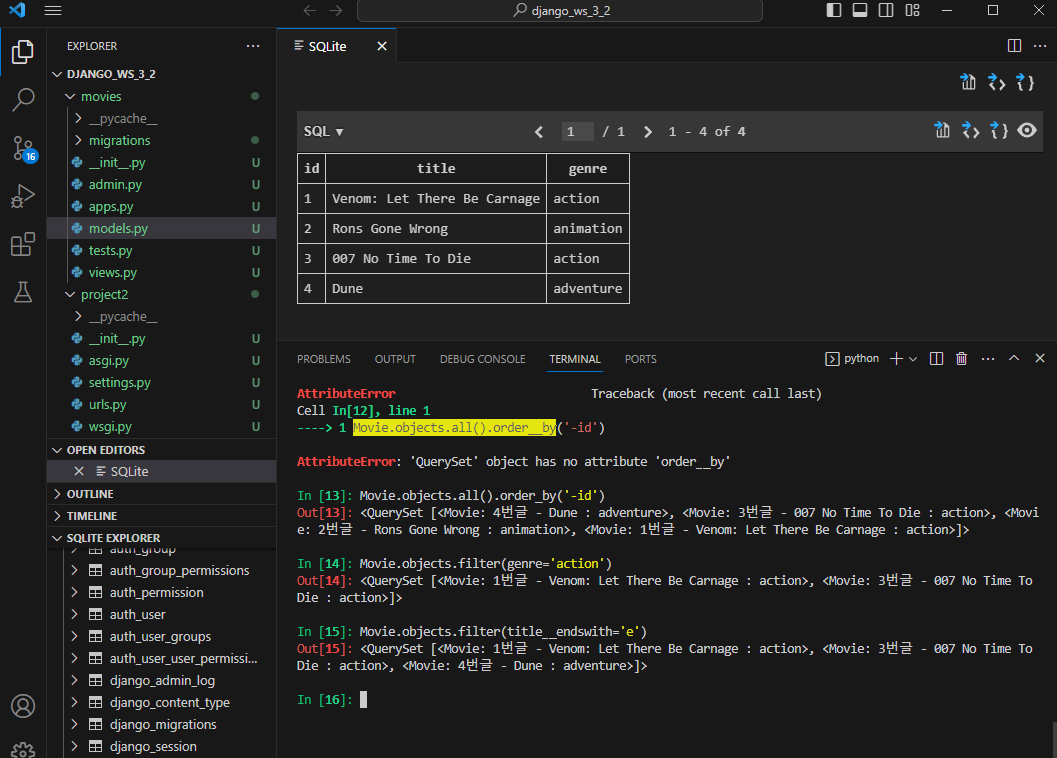 django_ws_3_2
EXPLORER
DJANGO_WS_3_2
movies
__pycache__
migrations
__init__.py U
admin.py U
apps.py U
models.py U
tests.py U
views.py U
project2
__pycache__
__init__.py U
asgi.py U
settings.py U
urls.py U
wsgi.py U
OPEN EDITORS
SQLite
OUTLINE
TIMELINE
SQLITE EXPLORER
auth_group
auth_group_permissions
auth_permission
auth_user
auth_user_groups
auth_user_user_permissi...
django_admin_log
django_content_type
django_migrations
django_session
16
SQLite
SQL ▼ 1 / 1 1 - 4 of 4
id title genre
1 Venom: Let There Be Carnage action
2 Rons Gone Wrong animation
3 007 No Time To Die action
4 Dune adventure
PROBLEMS OUTPUT DEBUG CONSOLE TERMINAL PORTS python
AttributeError Traceback (most recent call last)
Cell In[12], line 1
----> 1 Movie.objects.all().order__by('-id')
AttributeError: 'QuerySet' object has no attribute 'order__by'
In [13]: Movie.objects.all().order_by('-id')
Out[13]: <QuerySet [<Movie: 4번글 - Dune : adventure>, <Movie: 3번글 - 007 No Time To Die : action>, <Movi
e: 2번글 - Rons Gone Wrong : animation>, <Movie: 1번글 - Venom: Let There Be Carnage : action>]>
In [14]: Movie.objects.filter(genre='action')
Out[14]: <QuerySet [<Movie: 1번글 - Venom: Let There Be Carnage : action>, <Movie: 3번글 - 007 No Time To
Die : action>]>
In [15]: Movie.objects.filter(title__endswith='e')
Out[15]: <QuerySet [<Movie: 1번글 - Venom: Let There Be Carnage : action>, <Movie: 3번글 - 007 No Time To
Die : action>, <Movie: 4번글 - Dune : adventure>]>
In [16]: